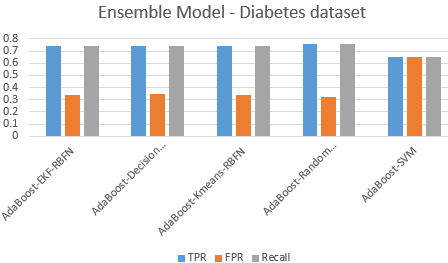 Ensemble Model - Diabetes dataset
0.8
0.7
0.6
0.5
0.4
0.3
0.2
0.1
0
AdaBoost-EKF-RBFN
AdaBoost-Decision...
AdaBoost-Kmeans-RBFN
AdaBoost-Random...
AdaBoost-SVM
TPR FPR Recall